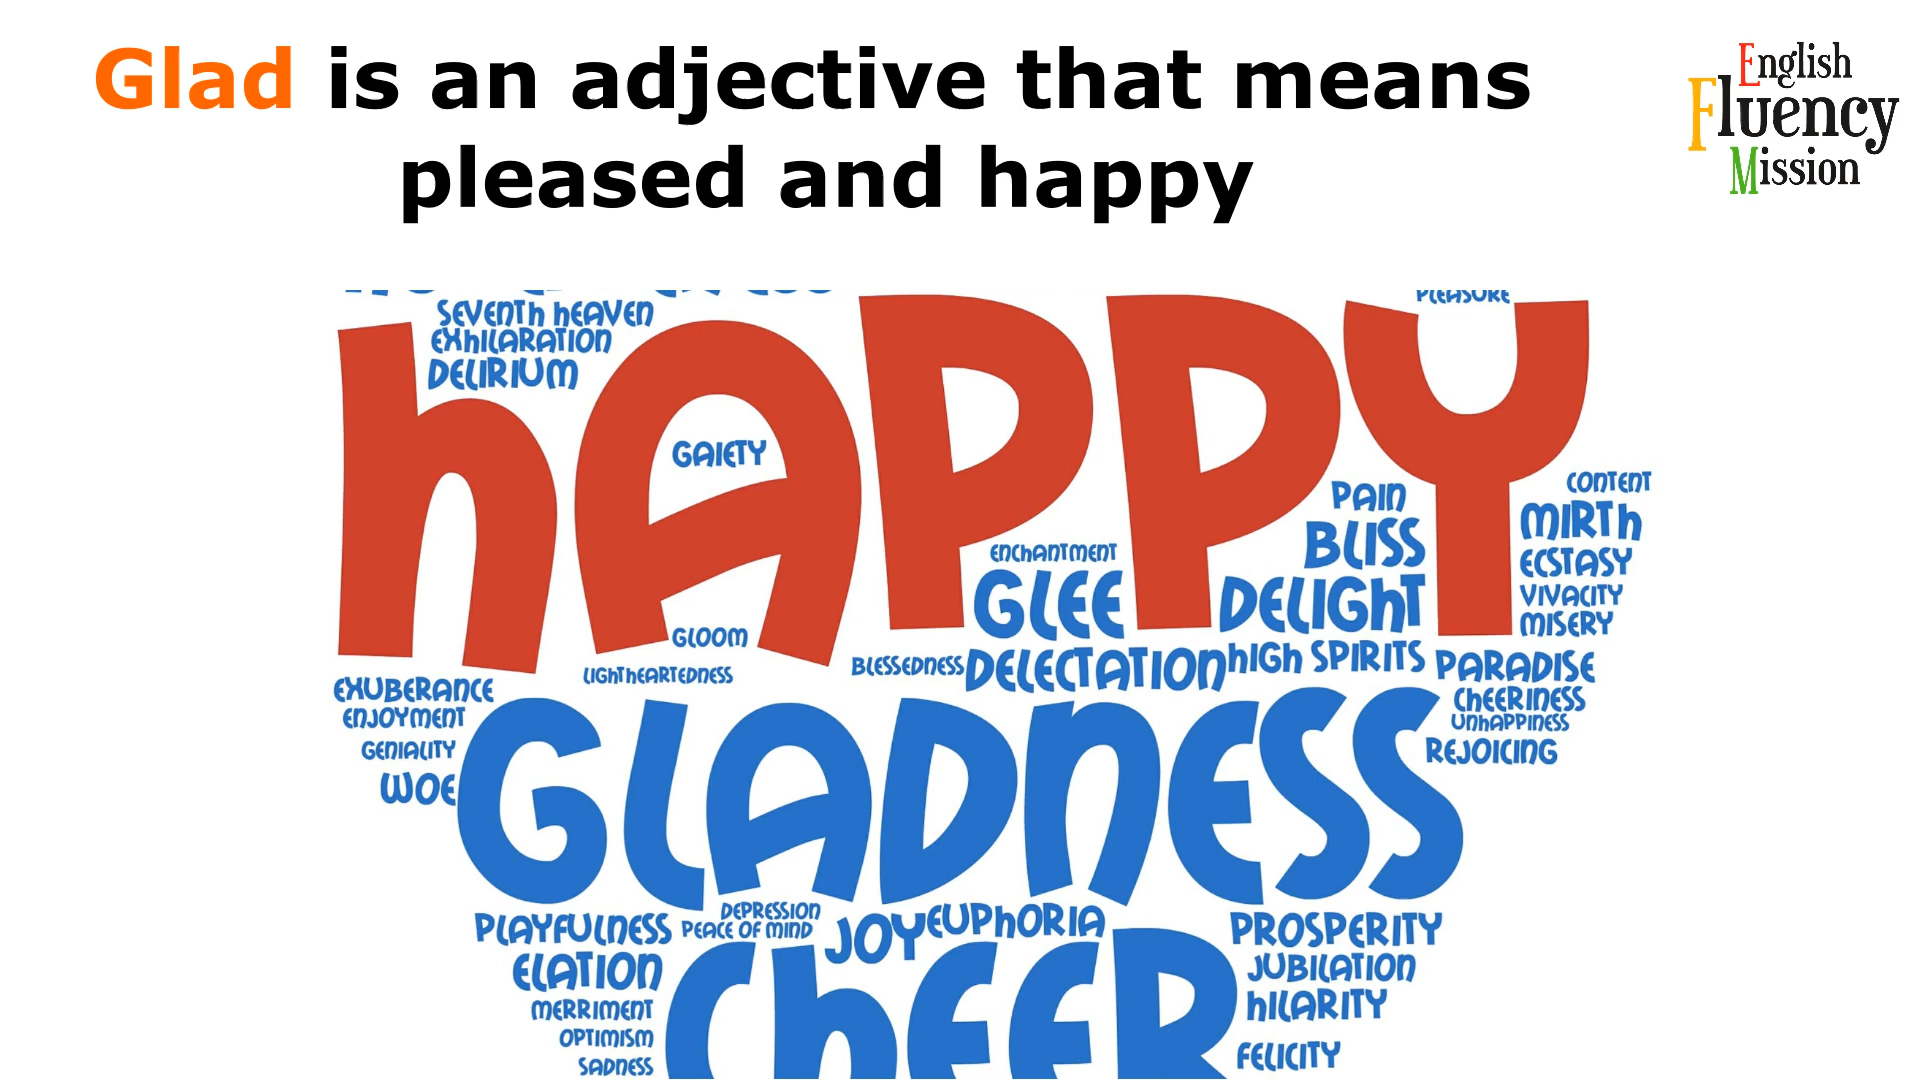 Glad is an adjective that means
pleased and happy
English
Fluency
Mission
PLEASURE
SEVENTH HEAVEN
EXHILARATION
DELIRIUM
HAPPY
GAIETY
CONTENT
PAIN
MIRTH
BLISS
ENCHANTMENT
ECSTASY
GLEE
DELIGHT
VIVACITY
MISERY
GLOOM
LIGHTHEARTEDNESS
BLESSEDNESS
DELECTATION
HIGH SPIRITS
PARADISE
EXUBERANCE
CHEERINESS
ENJOYMENT
UNHAPPINESS
GENIALITY
REJOICING
WOE
GLADNESS
DEPRESSION
PLAYFULNESS
PEACE OF MIND
JOY
EUPHORIA
PROSPERITY
ELATION
JUBILATION
MERRIMENT
HILARITY
OPTIMISM
CHEER
FELICITY
SADNESS